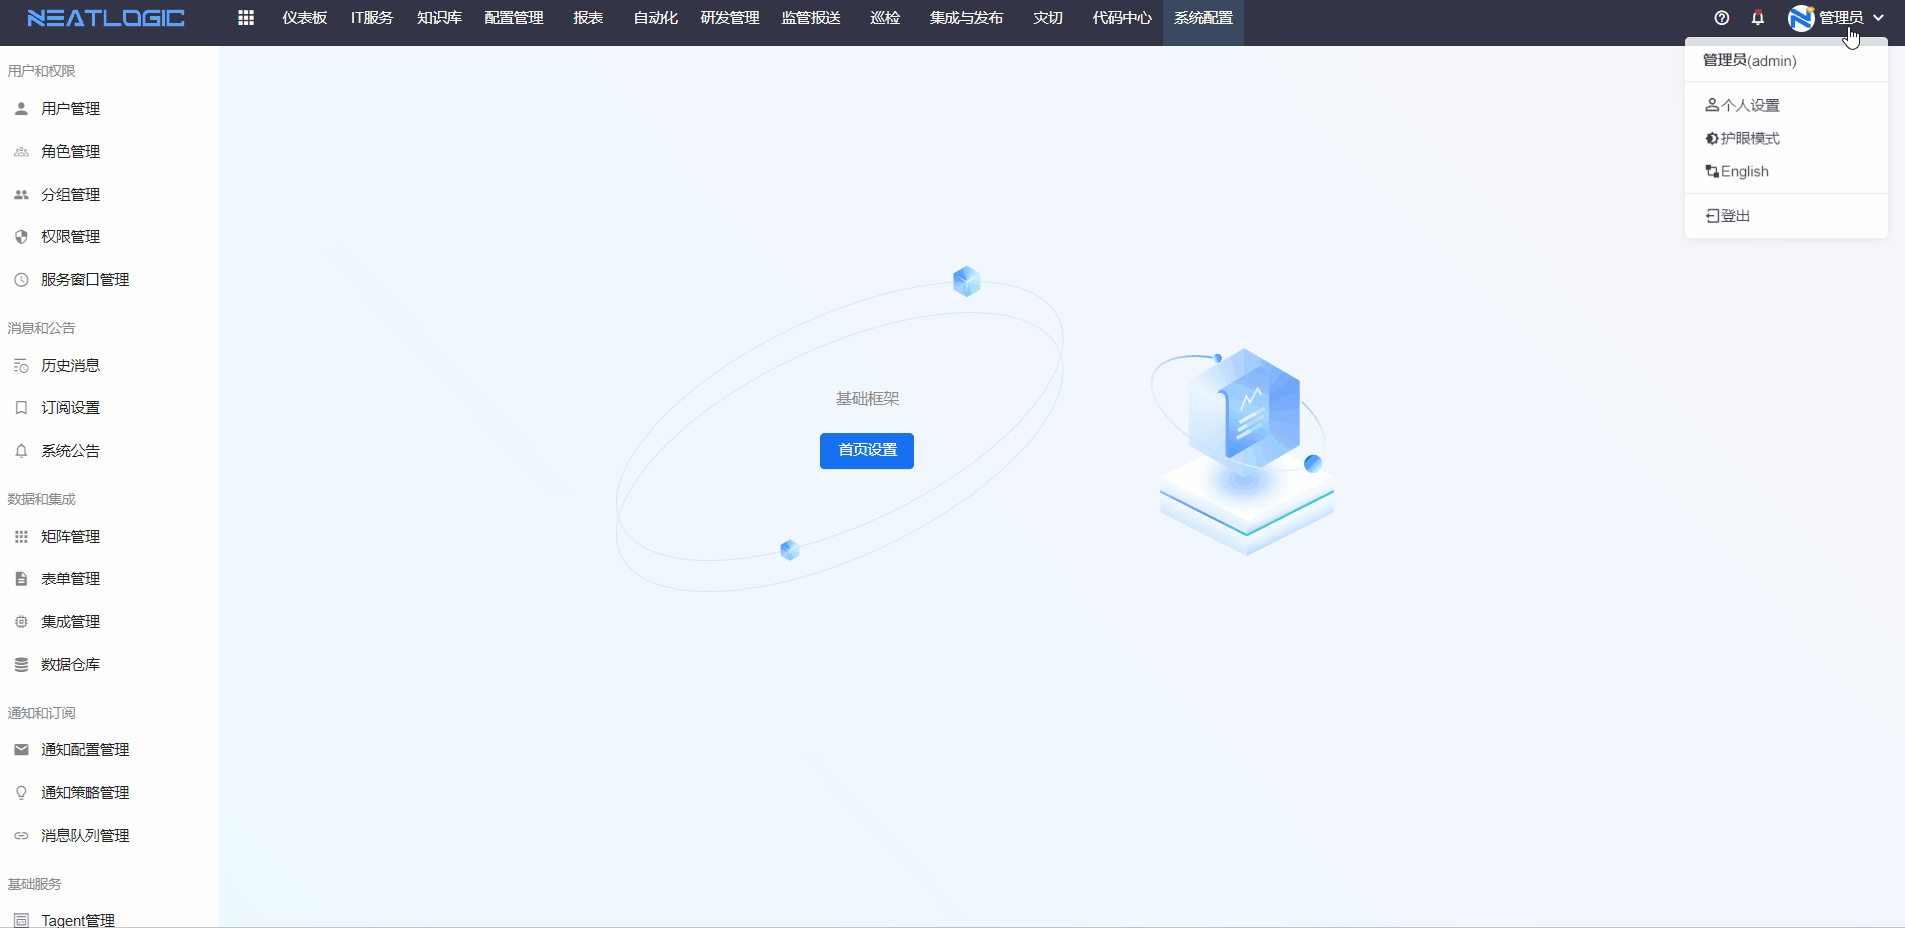 NEATLOGIC
仪表板 IT服务 知识库 配置管理 报表 自动化 研发管理 监管报送 巡检 集成与发布 灾切 代码中心 系统配置 管理员
管理员(admin)
个人设置
护眼模式
English
登出
用户和权限
用户管理
角色管理
分组管理
权限管理
服务窗口管理
消息和公告
历史消息
订阅设置
系统公告
数据和集成
矩阵管理
表单管理
集成管理
数据仓库
通知和订阅
通知配置管理
通知策略管理
消息队列管理
基础服务
Tagent管理
基础框架
首页设置